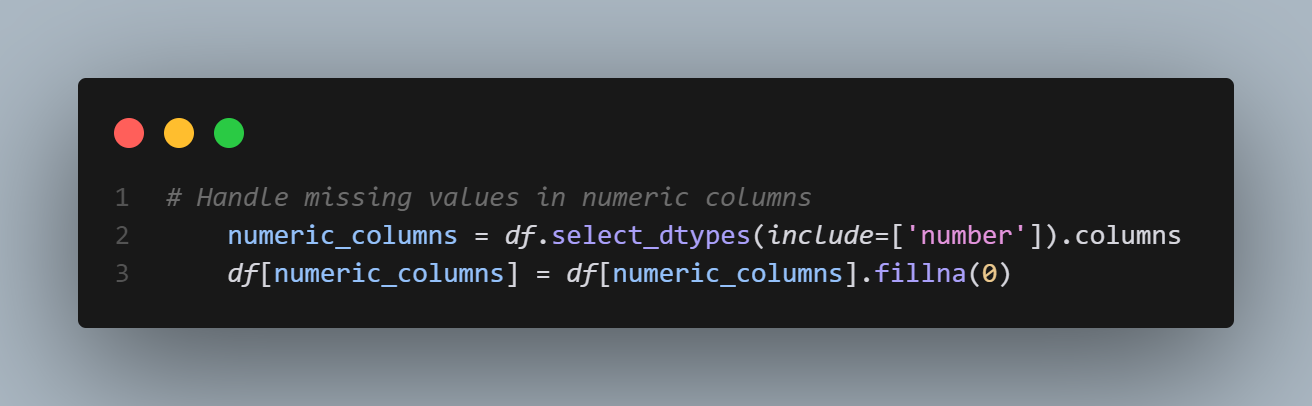 1 # Handle missing values in numeric columns
2     numeric_columns = df.select_dtypes(include=['number']).columns
3     df[numeric_columns] = df[numeric_columns].fillna(0)